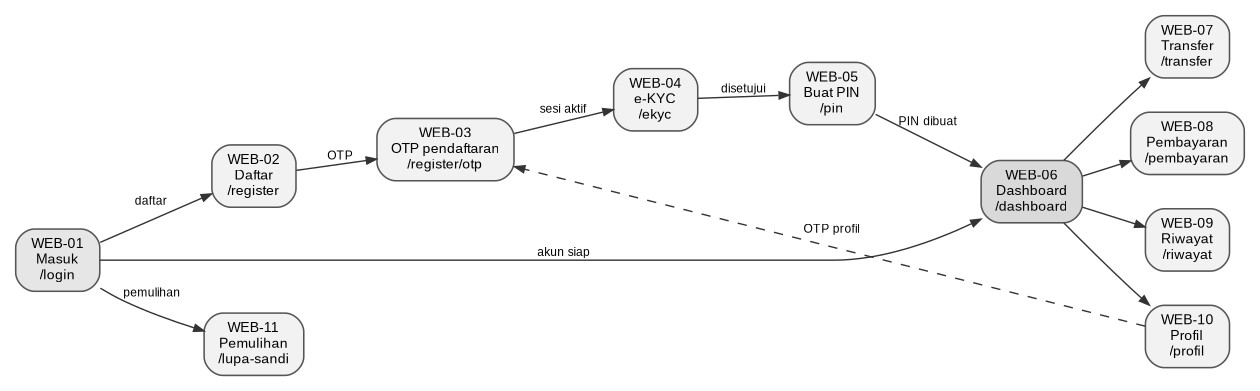 WEB-07
Transfer
/transfer
WEB-04
e-KYC
/ekyc
disetujui
WEB-05
Buat PIN
/pin
sesi aktif
PIN dibuat
WEB-08
Pembayaran
/pembayaran
WEB-03
OTP pendaftaran
/register/otp
OTP
WEB-02
Daftar
/register
daftar
WEB-06
Dashboard
/dashboard
WEB-09
Riwayat
/riwayat
OTP profil
WEB-01
Masuk
/login
akun siap
pemulihan
WEB-11
Pemulihan
/lupa-sandi
WEB-10
Profil
/profil